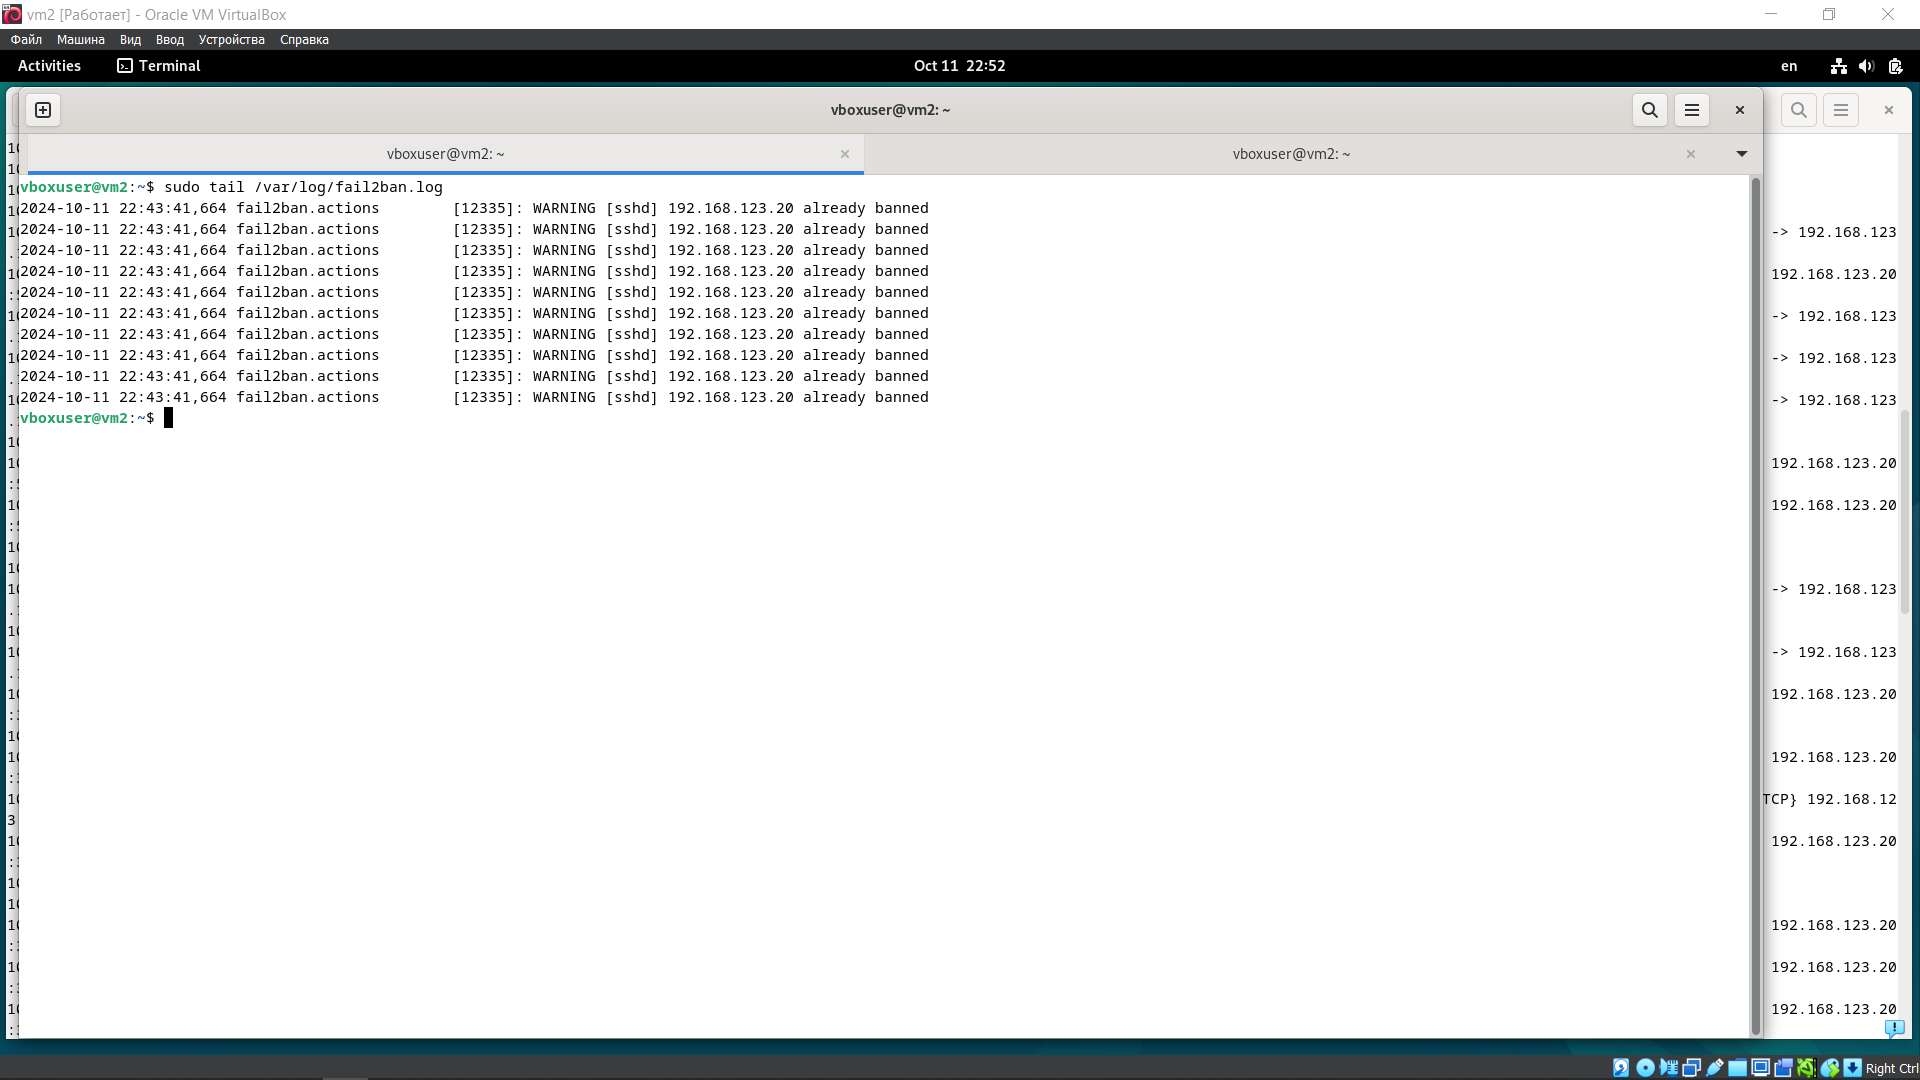 vm2 [Работает] - Oracle VM VirtualBox
Файл Машина Вид Ввод Устройства Справка
Activities Terminal Oct 11 22:52 en
vboxuser@vm2: ~
vboxuser@vm2: ~ vboxuser@vm2: ~
vboxuser@vm2:~$ sudo tail /var/log/fail2ban.log
2024-10-11 22:43:41,664 fail2ban.actions [12335]: WARNING [sshd] 192.168.123.20 already banned
2024-10-11 22:43:41,664 fail2ban.actions [12335]: WARNING [sshd] 192.168.123.20 already banned
2024-10-11 22:43:41,664 fail2ban.actions [12335]: WARNING [sshd] 192.168.123.20 already banned
2024-10-11 22:43:41,664 fail2ban.actions [12335]: WARNING [sshd] 192.168.123.20 already banned
2024-10-11 22:43:41,664 fail2ban.actions [12335]: WARNING [sshd] 192.168.123.20 already banned
2024-10-11 22:43:41,664 fail2ban.actions [12335]: WARNING [sshd] 192.168.123.20 already banned
2024-10-11 22:43:41,664 fail2ban.actions [12335]: WARNING [sshd] 192.168.123.20 already banned
2024-10-11 22:43:41,664 fail2ban.actions [12335]: WARNING [sshd] 192.168.123.20 already banned
2024-10-11 22:43:41,664 fail2ban.actions [12335]: WARNING [sshd] 192.168.123.20 already banned
2024-10-11 22:43:41,664 fail2ban.actions [12335]: WARNING [sshd] 192.168.123.20 already banned
vboxuser@vm2:~$
-> 192.168.123
192.168.123.20
-> 192.168.123
-> 192.168.123
-> 192.168.123
192.168.123.20
192.168.123.20
-> 192.168.123
-> 192.168.123
192.168.123.20
192.168.123.20
TCP} 192.168.12
3
192.168.123.20
192.168.123.20
192.168.123.20
192.168.123.20
Right Ctrl